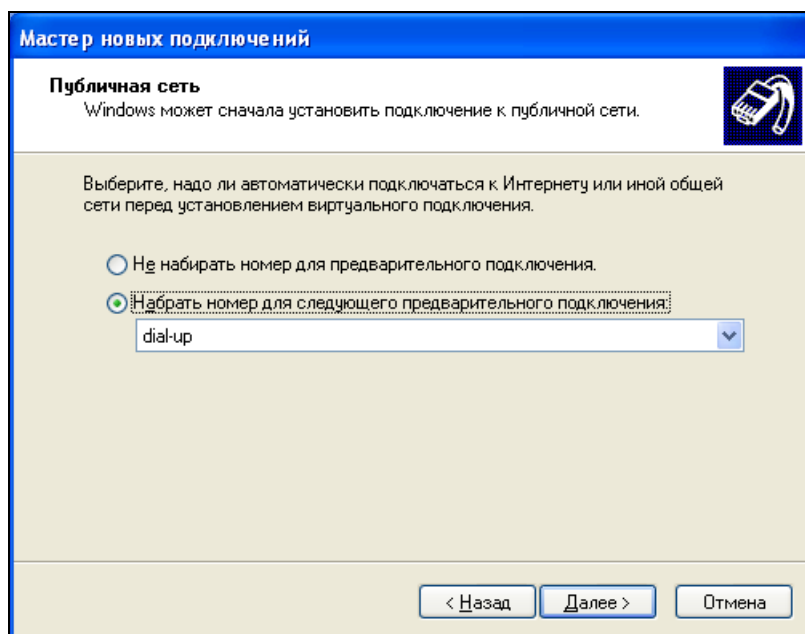 Мастер новых подключений
Публичная сеть
Windows может сначала установить подключение к публичной сети.
Выберите, надо ли автоматически подключаться к Интернету или иной общей
сети перед установлением виртуального подключения.
Не набирать номер для предварительного подключения.
Набрать номер для следующего предварительного подключения:
dial-up
< Назад
Далее >
Отмена